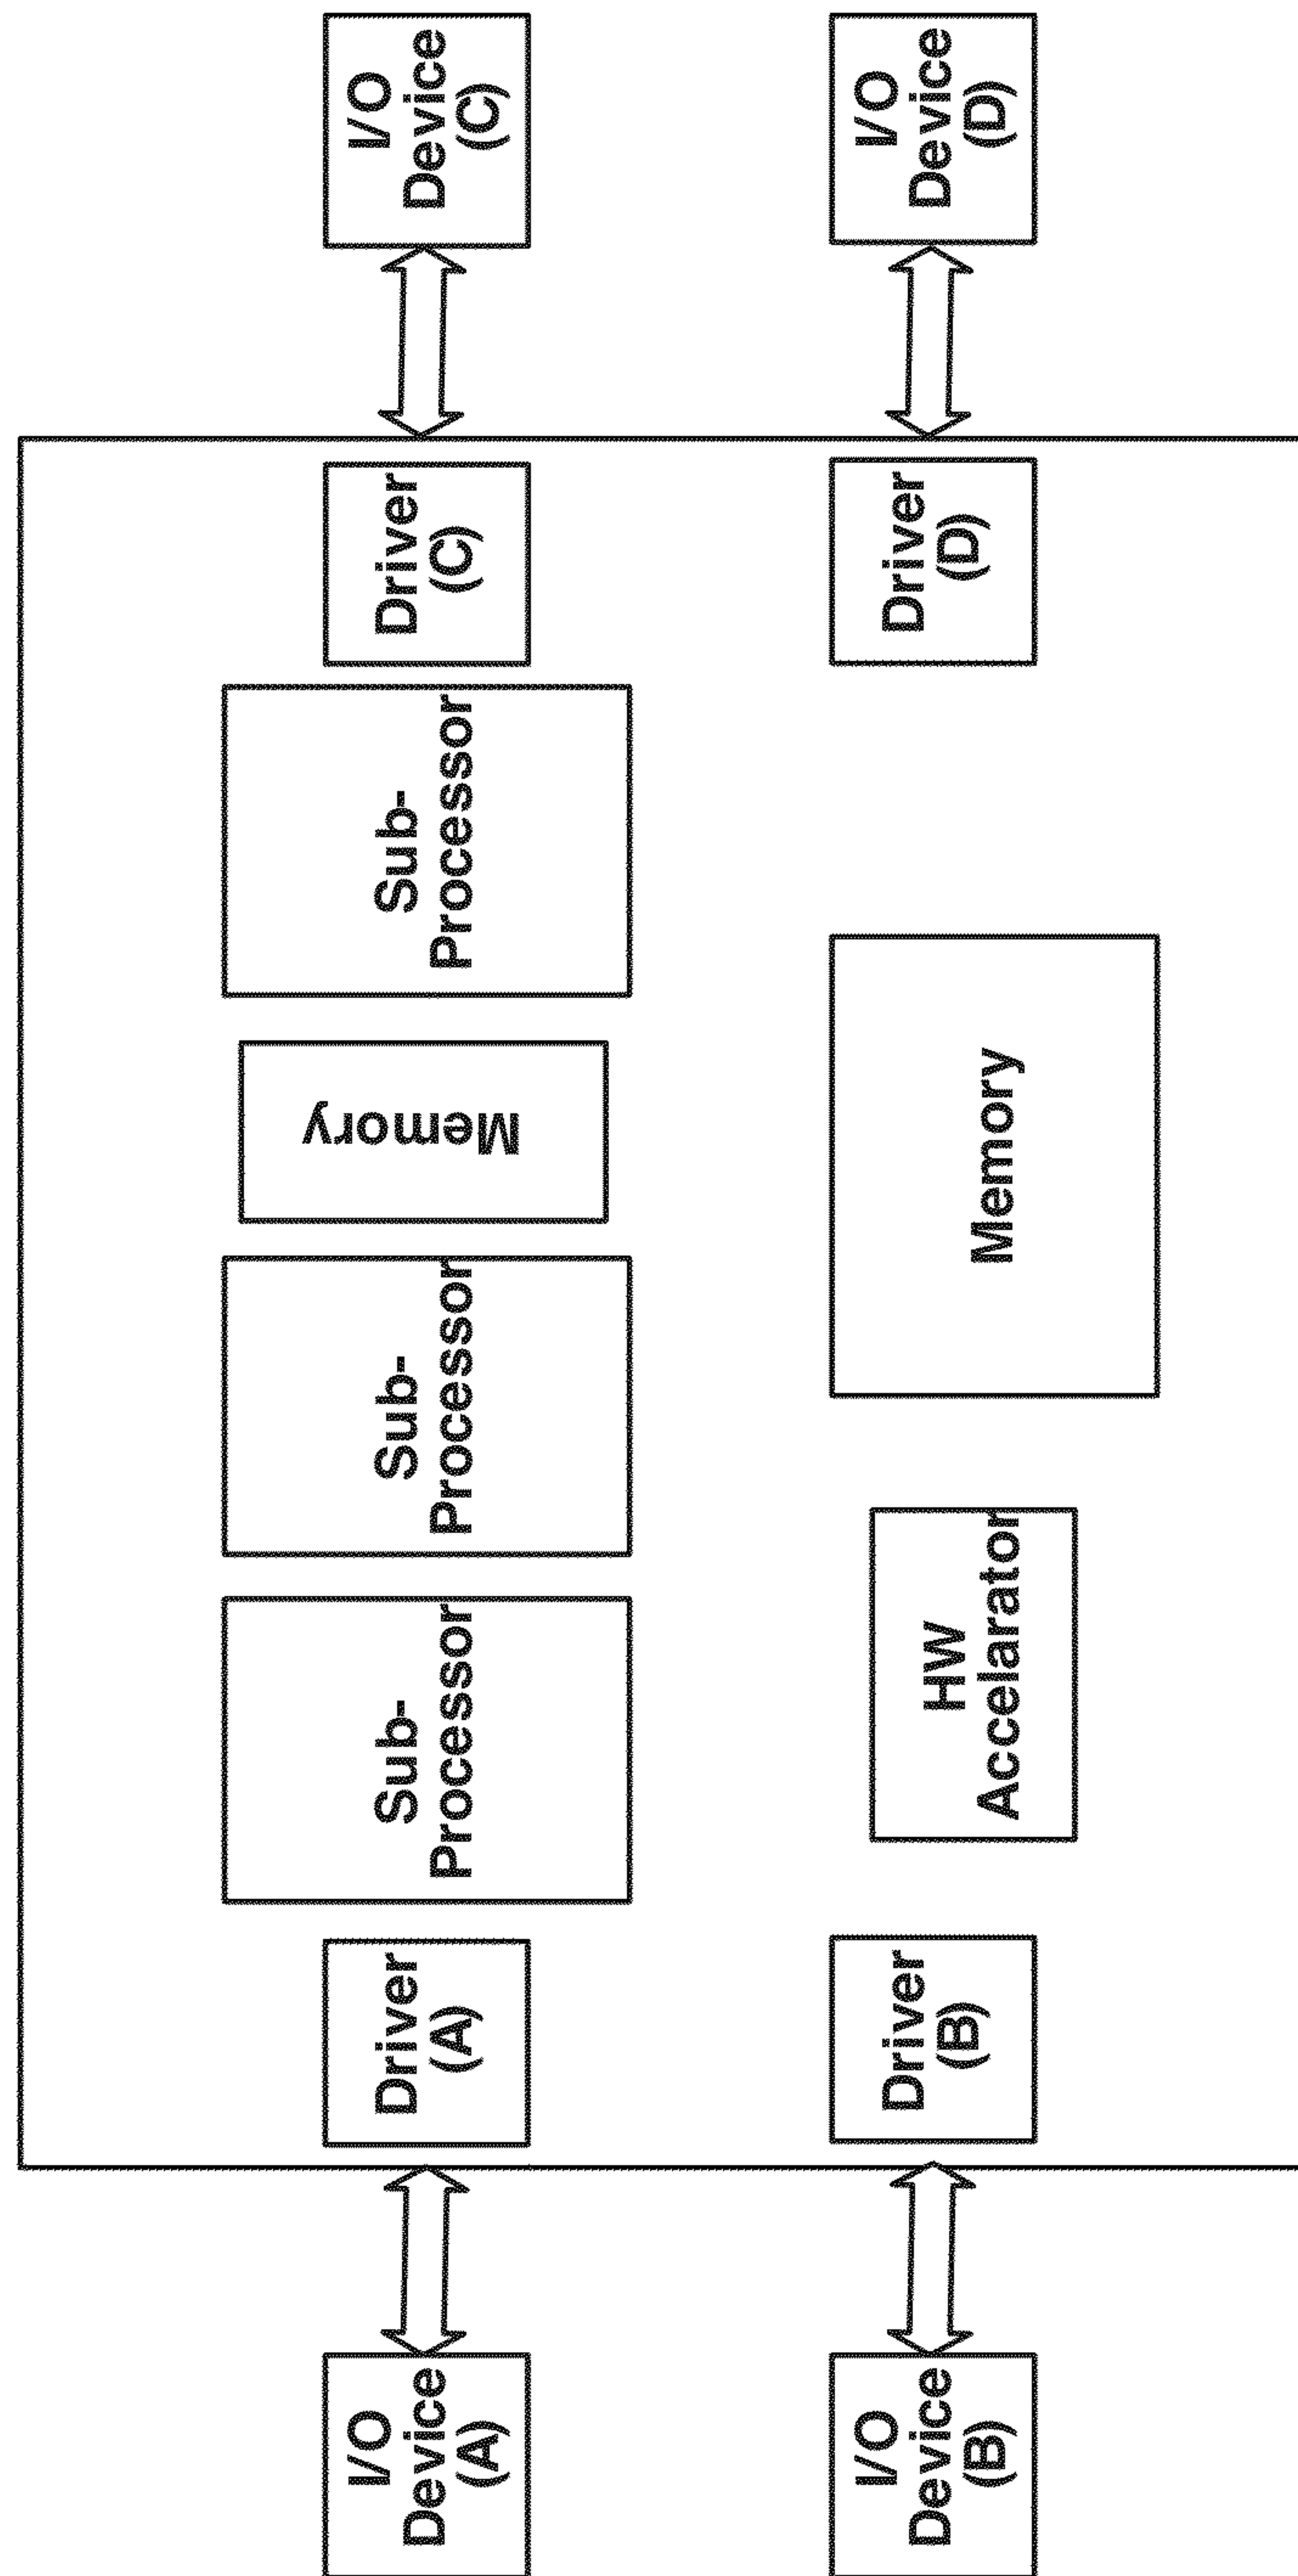 I/O
Device
(A)
Driver
(A)
Sub-
Processor
Sub-
Processor
Memory
Sub-
Processor
Driver
(C)
I/O
Device
(C)
I/O
Device
(B)
Driver
(B)
HW
Accelarator
Memory
Driver
(D)
I/O
Device
(D)